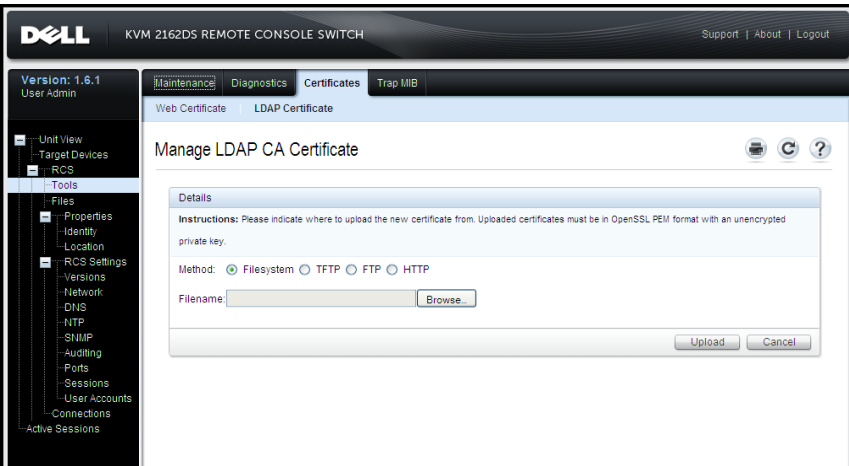 DELL
KVM 2162DS REMOTE CONSOLE SWITCH
Support | About | Logout
Version: 1.6.1
User Admin
Maintenance Diagnostics Certificates Trap MIB
Web Certificate LDAP Certificate
Unit View
Target Devices
RCS
Tools
Files
Properties
Identity
Location
RCS Settings
Versions
Network
DNS
NTP
SNMP
Auditing
Ports
Sessions
User Accounts
Connections
Active Sessions
Manage LDAP CA Certificate
Details
Instructions: Please indicate where to upload the new certificate from. Uploaded certificates must be in OpenSSL PEM format with an unencrypted
private key.
Method: Filesystem TFTP FTP HTTP
Filename: Browse...
Upload Cancel